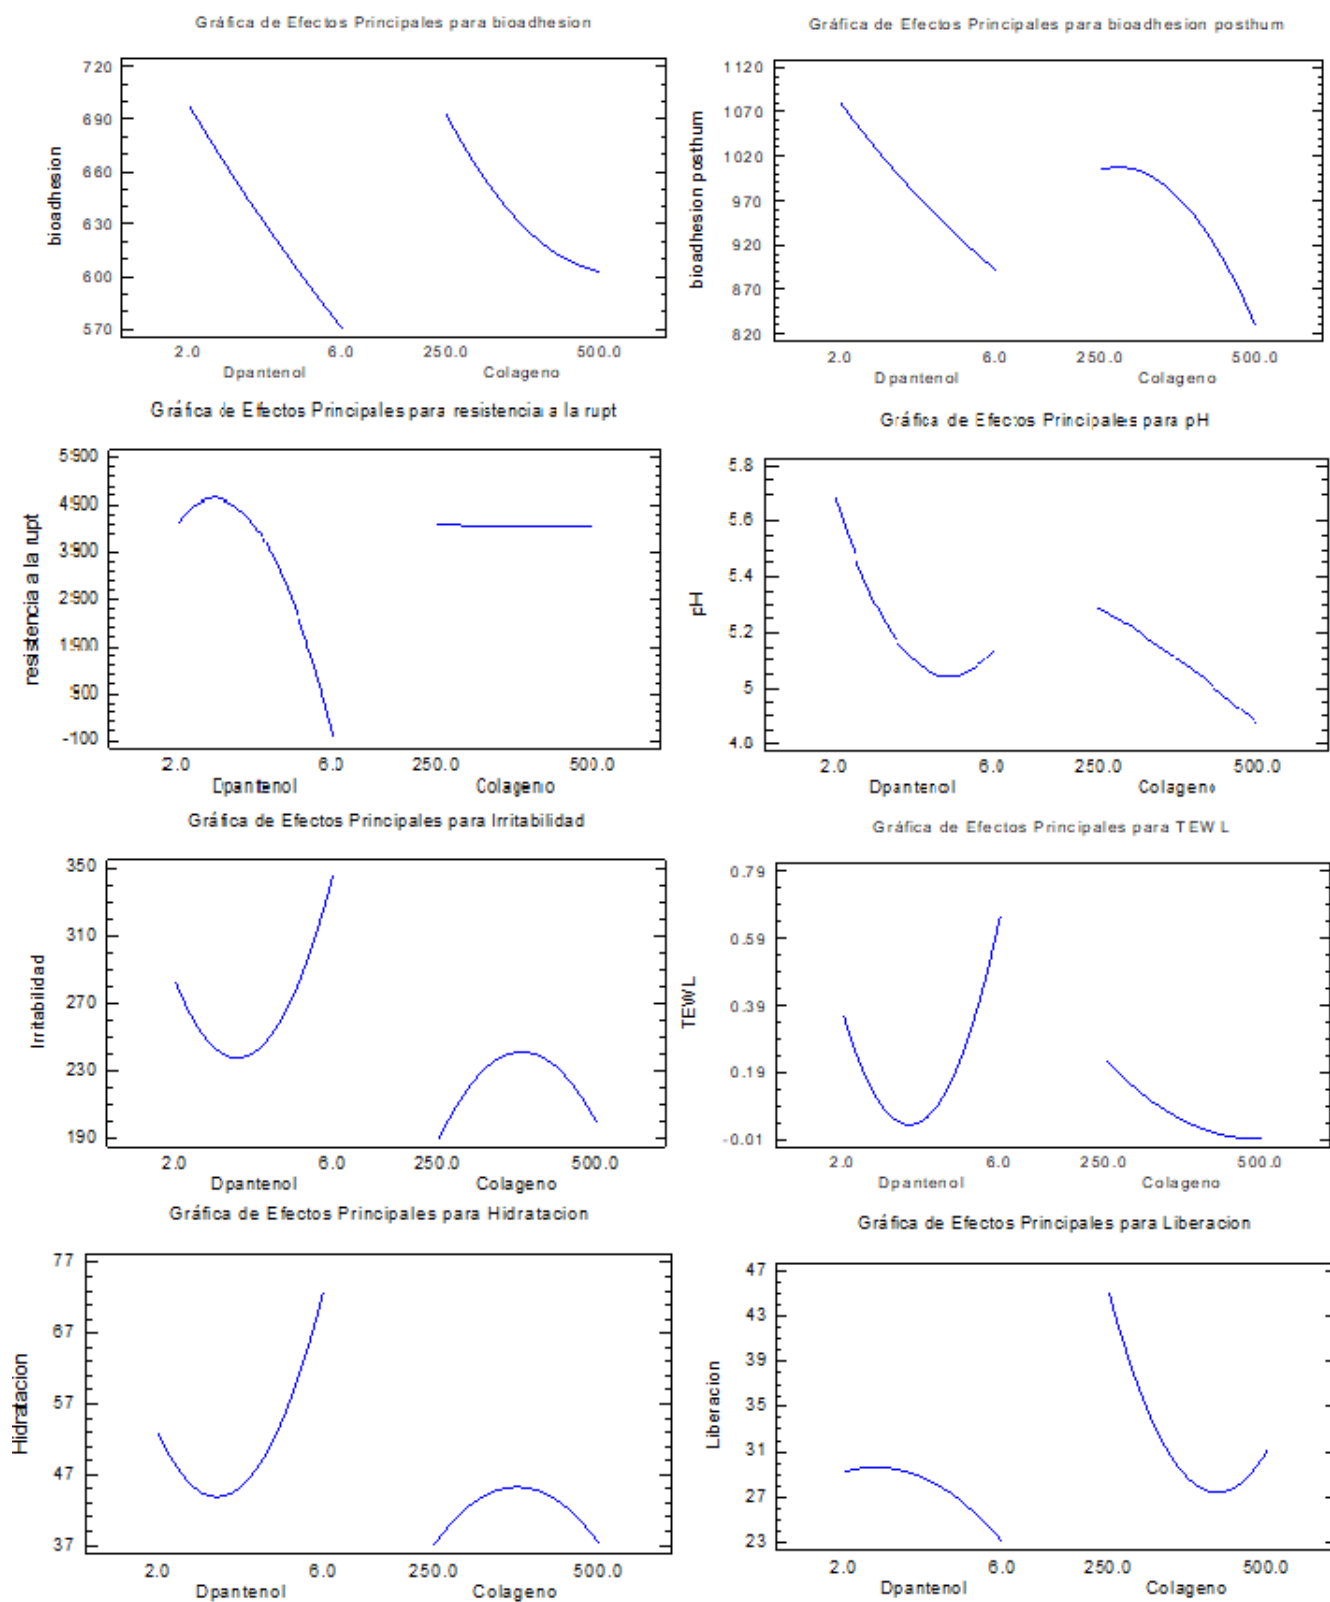 Gráfica de Efectos Principales para bioadhesion
720
690
660
630
600
570
bioadhesion
2.0 6.0 250.0 500.0
Dpantenol Colageno
Gráfica de Efectos Principales para bioadhesion posthum
1120
1070
1020
970
920
870
820
bioadhesion posthum
2.0 6.0 250.0 500.0
Dpantenol Colageno
Gráfica de Efectos Principales para resistencia a la rupt
5900
4900
3900
2900
1900
900
-100
resistencia a la rupt
2.0 6.0 250.0 500.0
Dpantenol Colageno
Gráfica de Efectos Principales para pH
5.8
5.6
5.4
5.2
5
4.0
pH
2.0 6.0 250.0 500.0
Dpantenol Colageno
Gráfica de Efectos Principales para Irritabilidad
350
310
270
230
190
Irritabilidad
2.0 6.0 250.0 500.0
Dpantenol Colageno
Gráfica de Efectos Principales para TEWL
0.79
0.59
0.39
0.19
-0.01
TEWL
2.0 6.0 250.0 500.0
Dpantenol Colageno
Gráfica de Efectos Principales para Hidratacion
77
67
57
47
37
Hidratacion
2.0 6.0 250.0 500.0
Dpantenol Colageno
Gráfica de Efectos Principales para Liberacion
47
43
39
35
31
27
23
Liberacion
2.0 6.0 250.0 500.0
Dpantenol Colageno